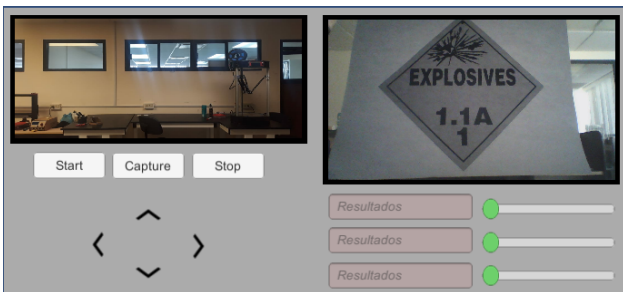 EXPLOSIVES
1.1A
1
Start Capture Stop
Resultados
Resultados
Resultados